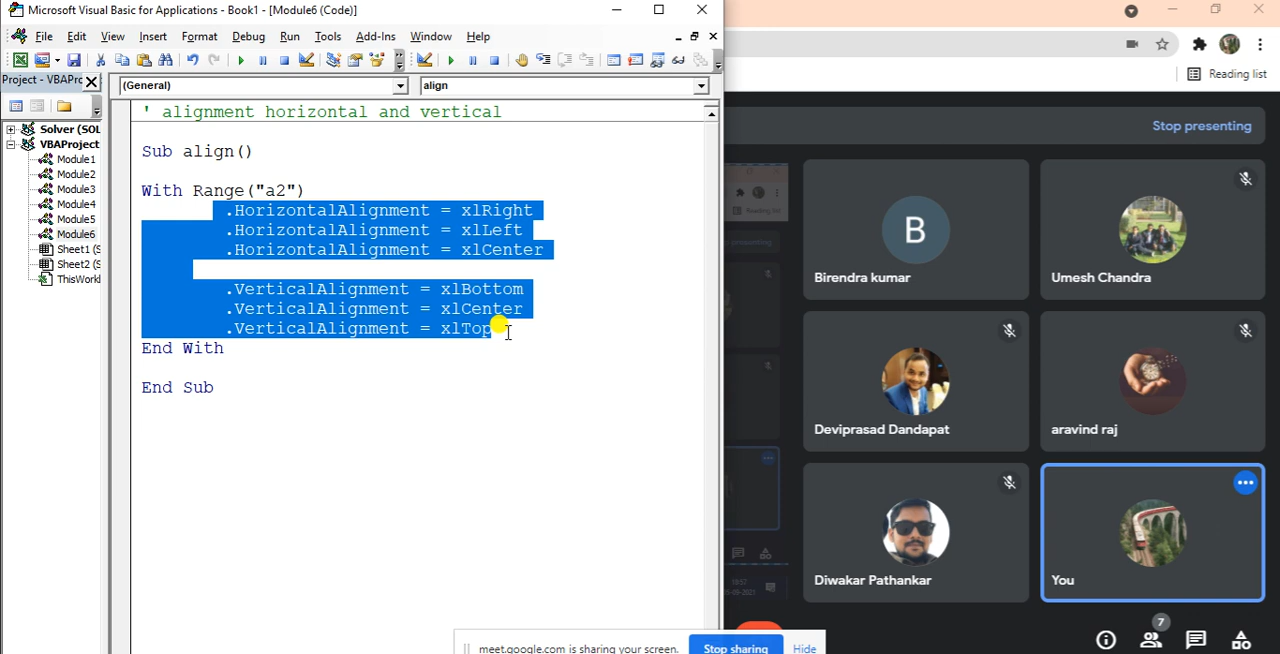 Microsoft Visual Basic for Applications - Book1 - [Module6 (Code)]
File Edit View Insert Format Debug Run Tools Add-Ins Window Help
Project - VBAPro
(General)
align
Reading list
' alignment horizontal and vertical
Sub align()
With Range("a2")
.HorizontalAlignment = xlRight
.HorizontalAlignment = xlLeft
.HorizontalAlignment = xlCenter
.VerticalAlignment = xlBottom
.VerticalAlignment = xlCenter
.VerticalAlignment = xlTop
End With
End Sub
Solver (SOL
VBAProject
Module1
Module2
Module3
Module4
Module5
Module6
Sheet1 (S
Sheet2 (S
ThisWork
Stop presenting
B
Birendra kumar
Umesh Chandra
Deviprasad Dandapat
aravind raj
Diwakar Pathankar
You
7
meet.google.com is sharing your screen.
Stop sharing
Hide